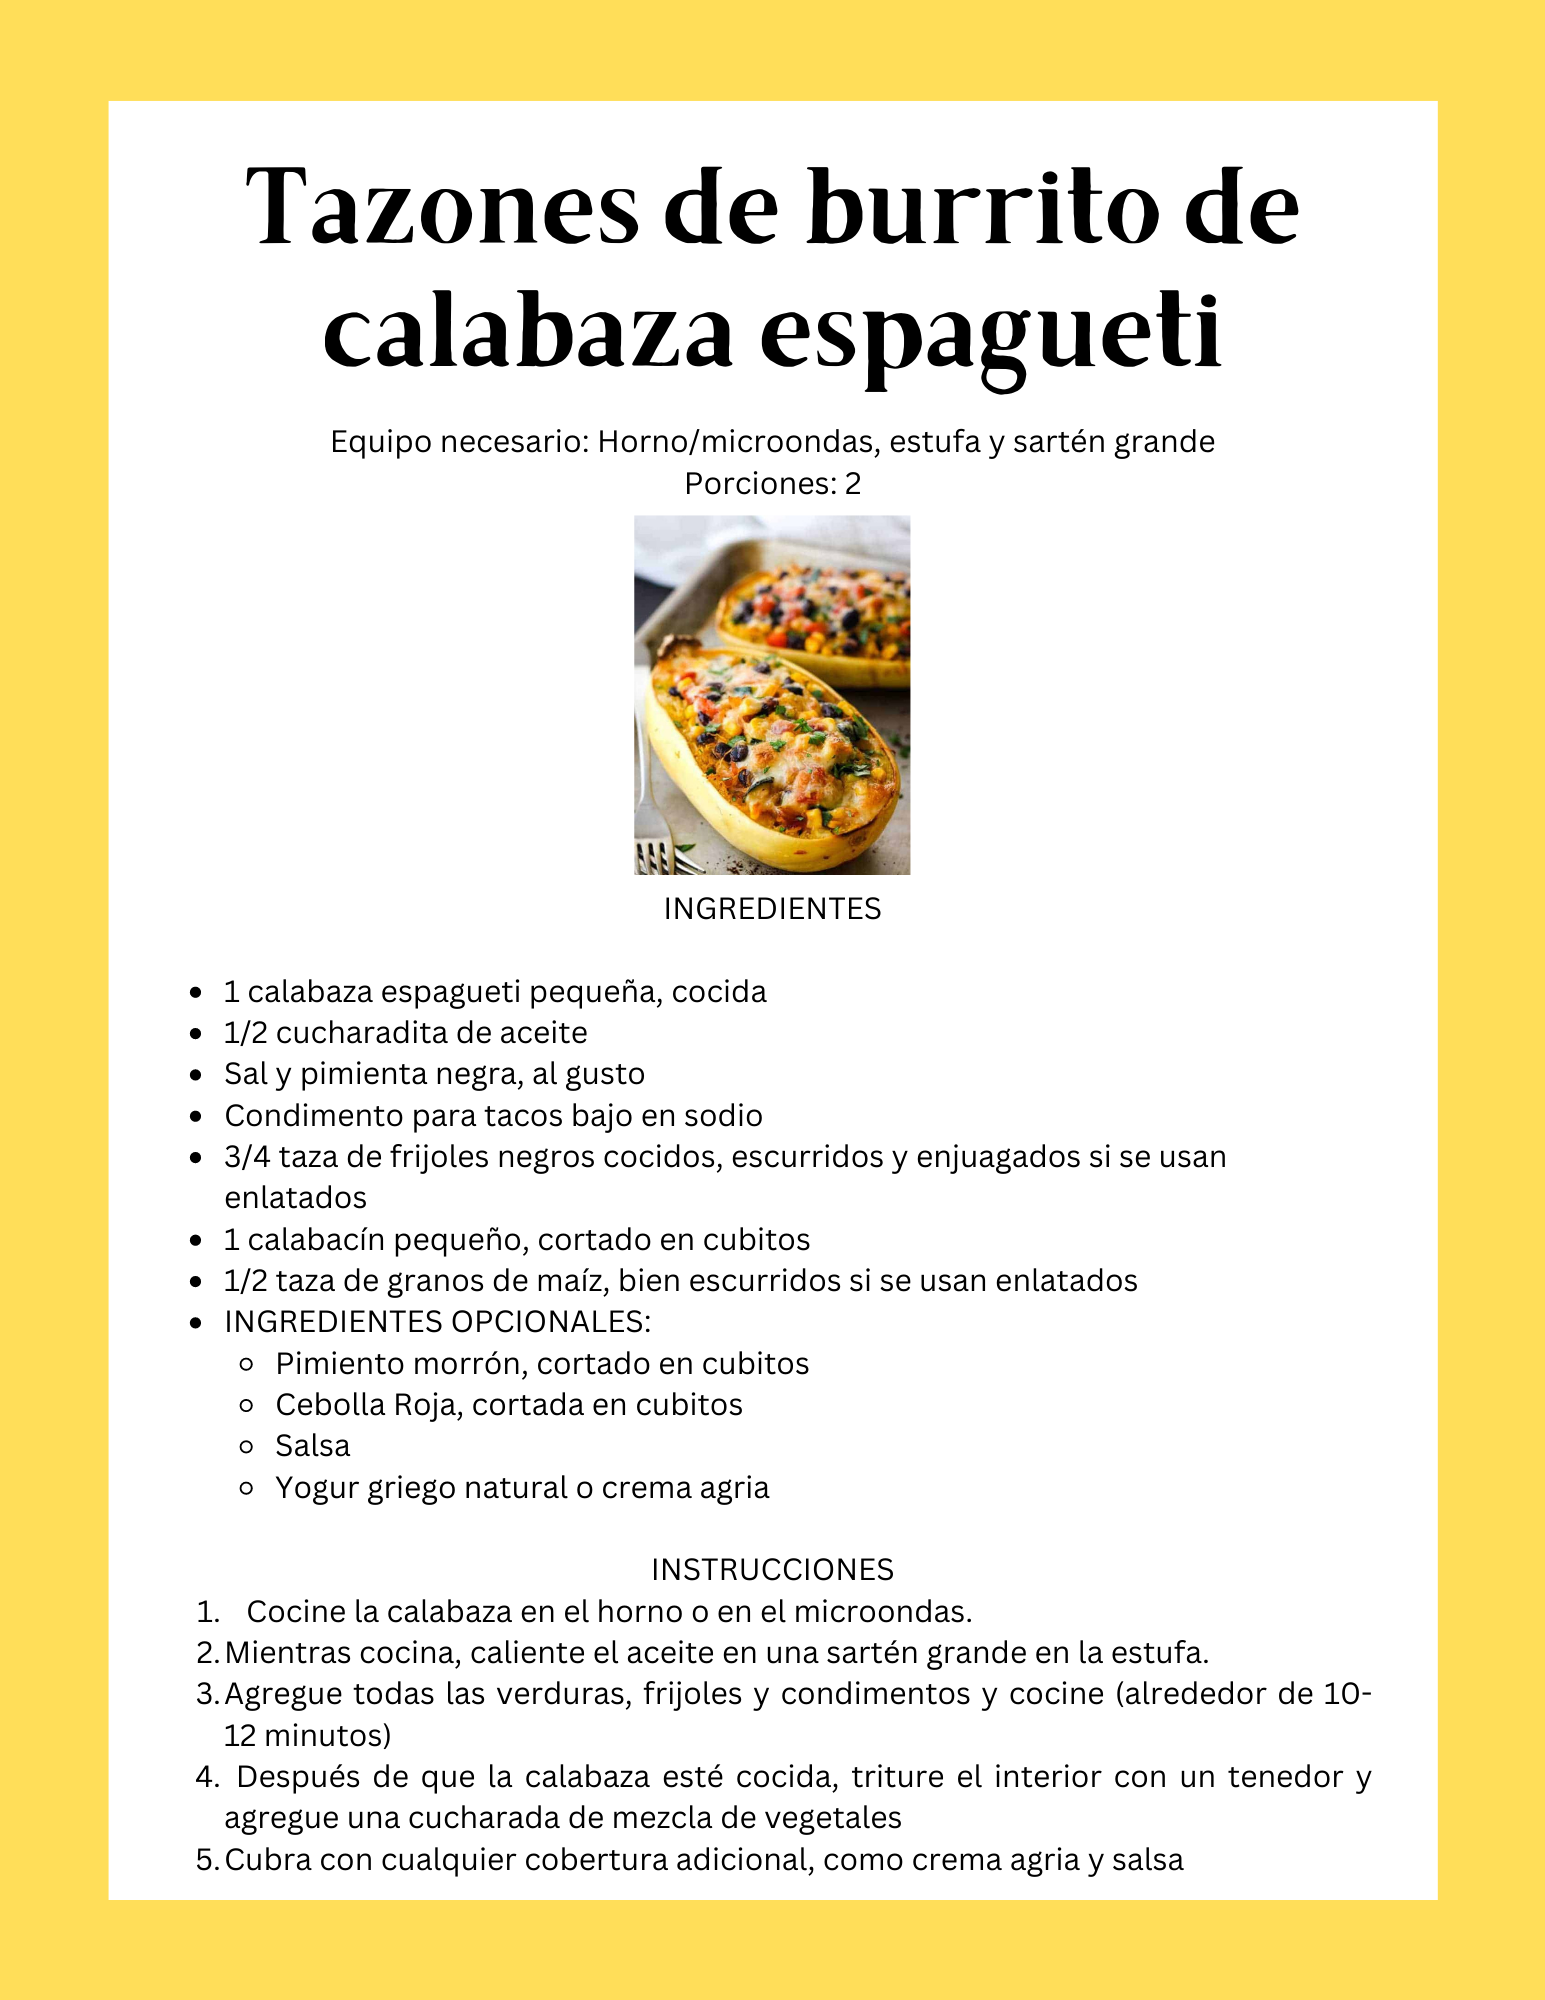 Tazones de burrito de
calabaza espagueti
Equipo necesario: Horno/microondas, estufa y sartén grande
Porciones: 2
INGREDIENTES
• 1 calabaza espagueti pequeña, cocida
• 1/2 cucharadita de aceite
• Sal y pimienta negra, al gusto
• Condimento para tacos bajo en sodio
• 3/4 taza de frijoles negros cocidos, escurridos y enjuagados si se usan
enlatados
• 1 calabacín pequeño, cortado en cubitos
• 1/2 taza de granos de maíz, bien escurridos si se usan enlatados
• INGREDIENTES OPCIONALES:
◦ Pimiento morrón, cortado en cubitos
◦ Cebolla Roja, cortada en cubitos
◦ Salsa
◦ Yogur griego natural o crema agria
INSTRUCCIONES
1. Cocine la calabaza en el horno o en el microondas.
2. Mientras cocina, caliente el aceite en una sartén grande en la estufa.
3. Agregue todas las verduras, frijoles y condimentos y cocine (alrededor de 10-
12 minutos)
4. Después de que la calabaza esté cocida, triture el interior con un tenedor y
agregue una cucharada de mezcla de vegetales
5. Cubra con cualquier cobertura adicional, como crema agria y salsa